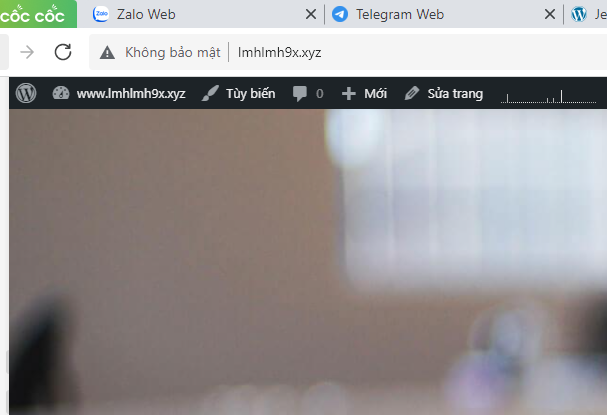 CỐC CỐC Zalo Zalo Web Telegram Web Je
Không bảo mật lmhlmh9x.xyz
www.lmhlmh9x.xyz Tùy biến 0 Mới Sửa trang